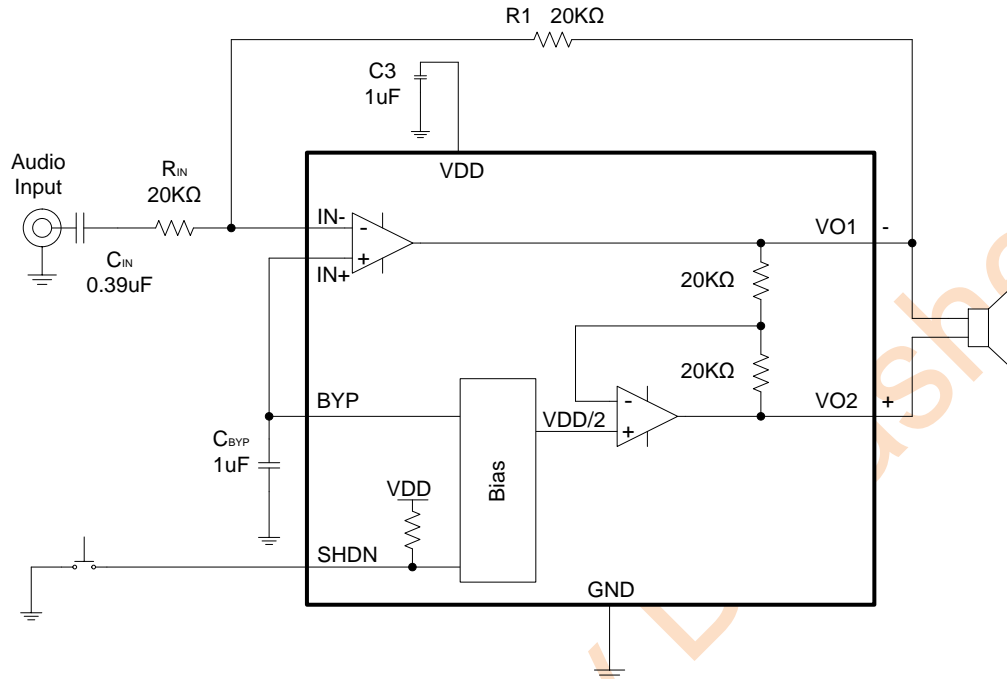 R1 20KΩ
C3
1uF
Audio
Input
RIN
20KΩ
VDD
IN-
-
VO1
-
+
IN+
CIN
0.39uF
20KΩ
20KΩ
BYP
-
VDD/2
+
VO2
+
CBYP
1uF
Bias
VDD
SHDN
GND